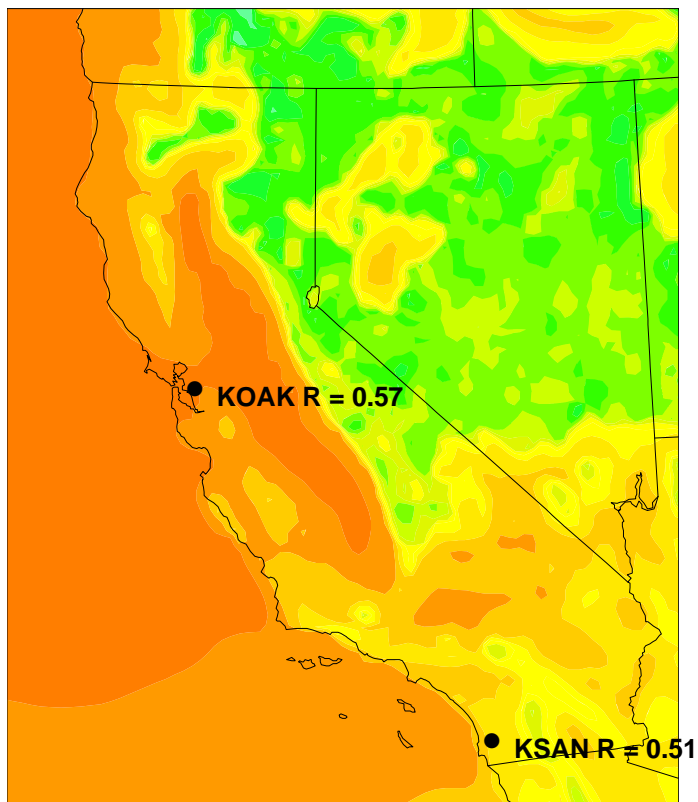 KOAK R = 0.57
KSAN R = 0.51